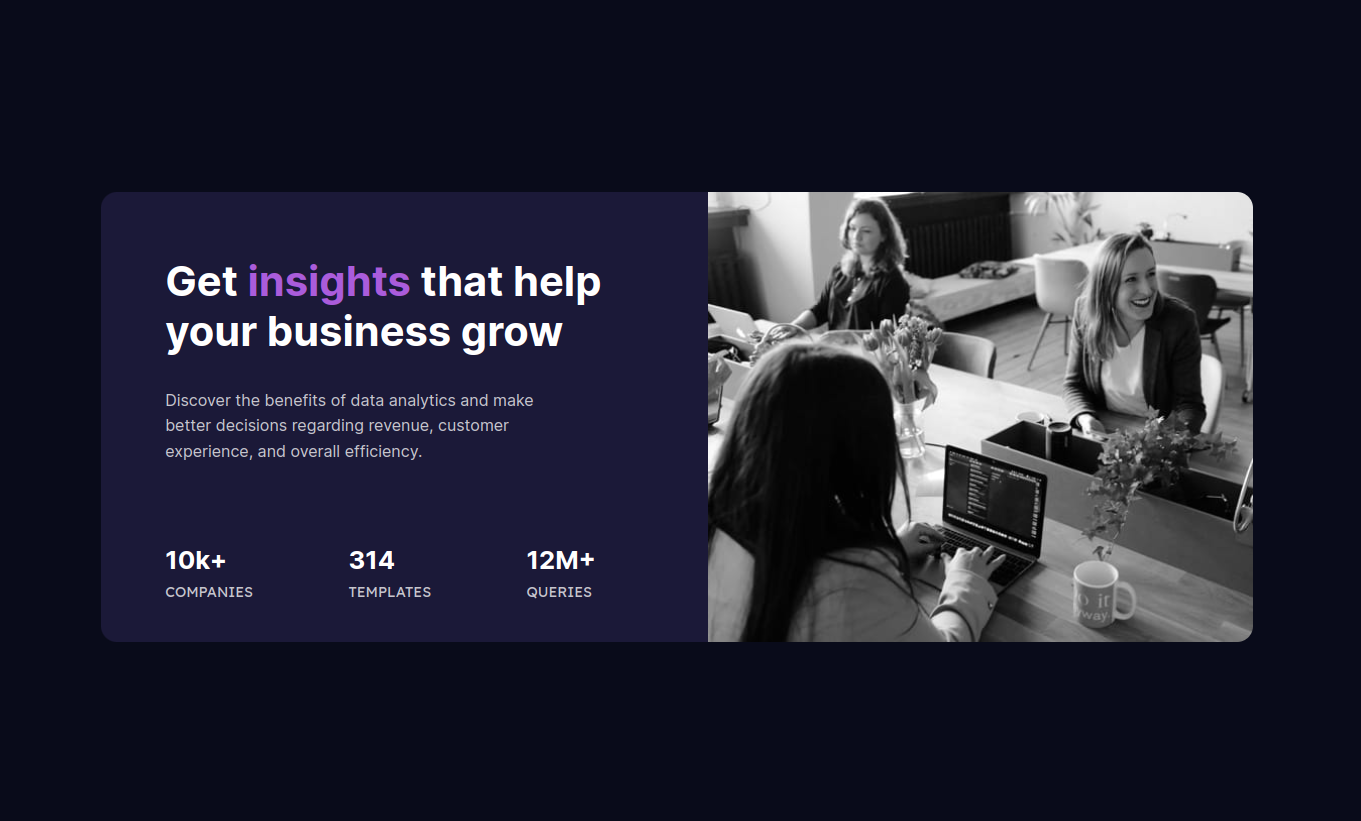 Get insights that help
your business grow
Discover the benefits of data analytics and make
better decisions regarding revenue, customer
experience, and overall efficiency.
10k+ 314 12M+
COMPANIES TEMPLATES QUERIES